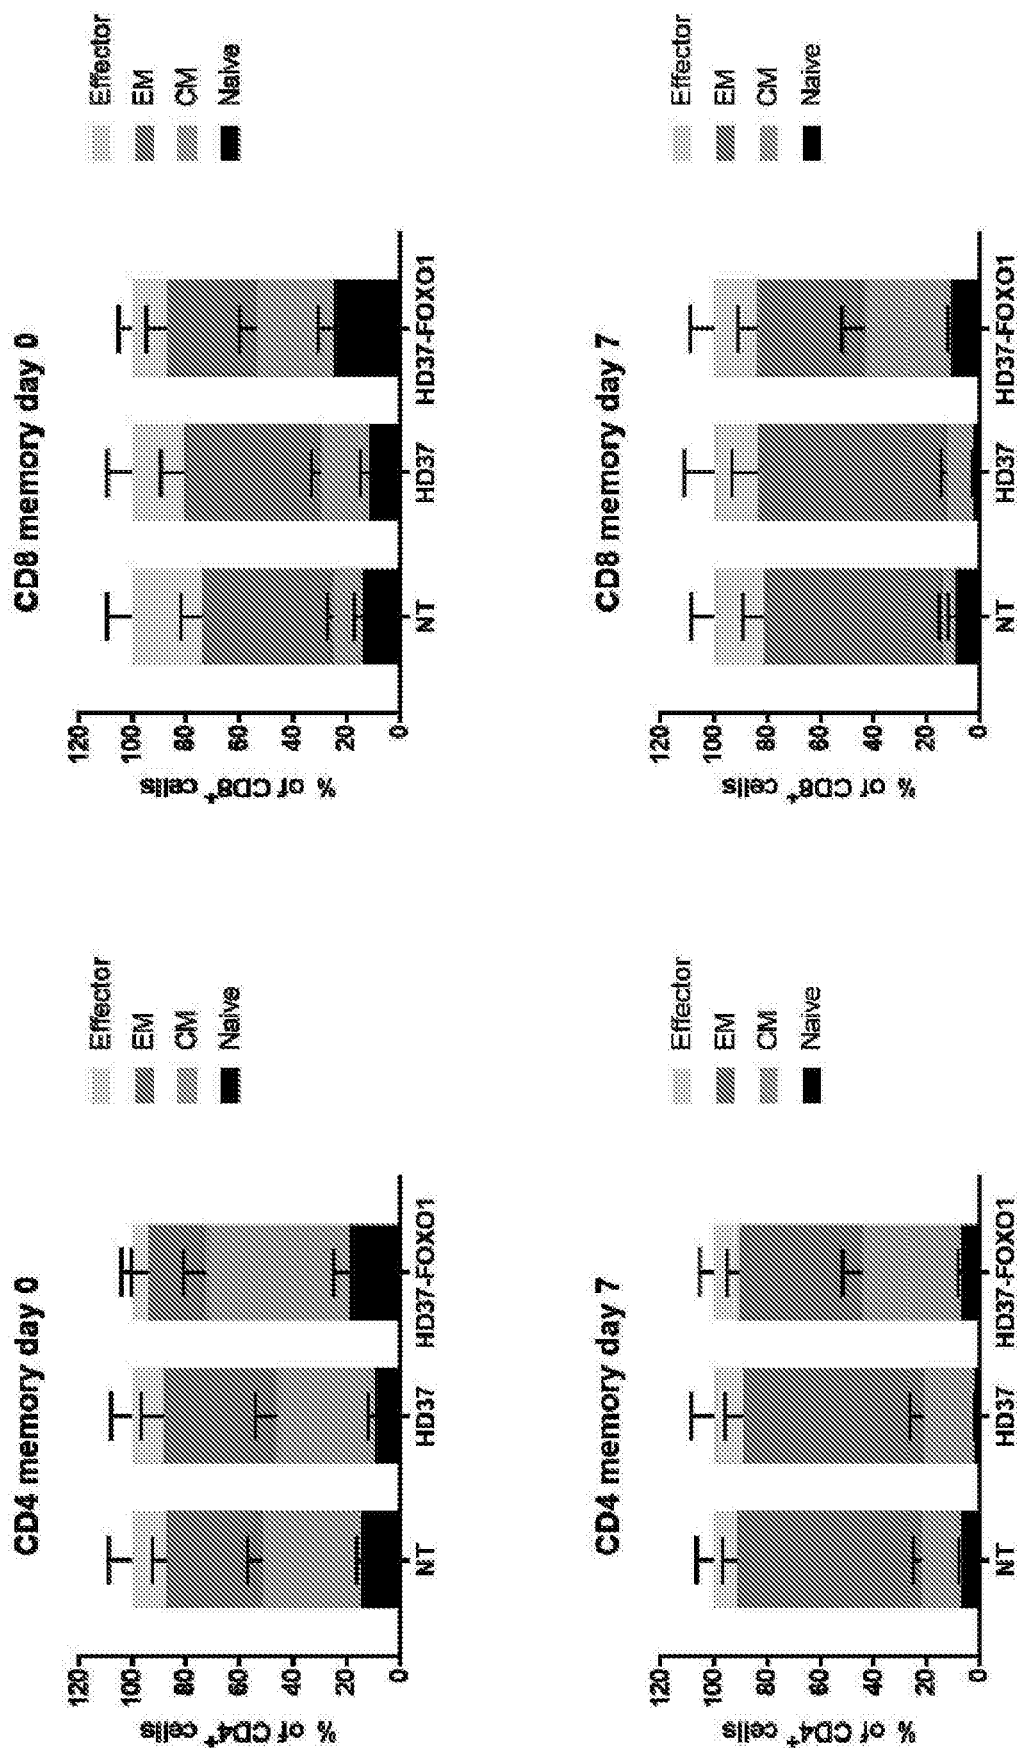 CD4 memory day 0
% of CD4+ cells
120
100
80
60
40
20
0
NT
HD37
HD37-FOXO1
Effector
EM
CM
Naive
CD8 memory day 0
% of CD8+ cells
120
100
80
60
40
20
0
NT
HD37
HD37-FOXO1
Effector
EM
CM
Naive
CD4 memory day 7
% of CD4+ cells
120
100
80
60
40
20
0
NT
HD37
HD37-FOXO1
Effector
EM
CM
Naive
CD8 memory day 7
% of CD8+ cells
120
100
80
60
40
20
0
NT
HD37
HD37-FOXO1
Effector
EM
CM
Naive